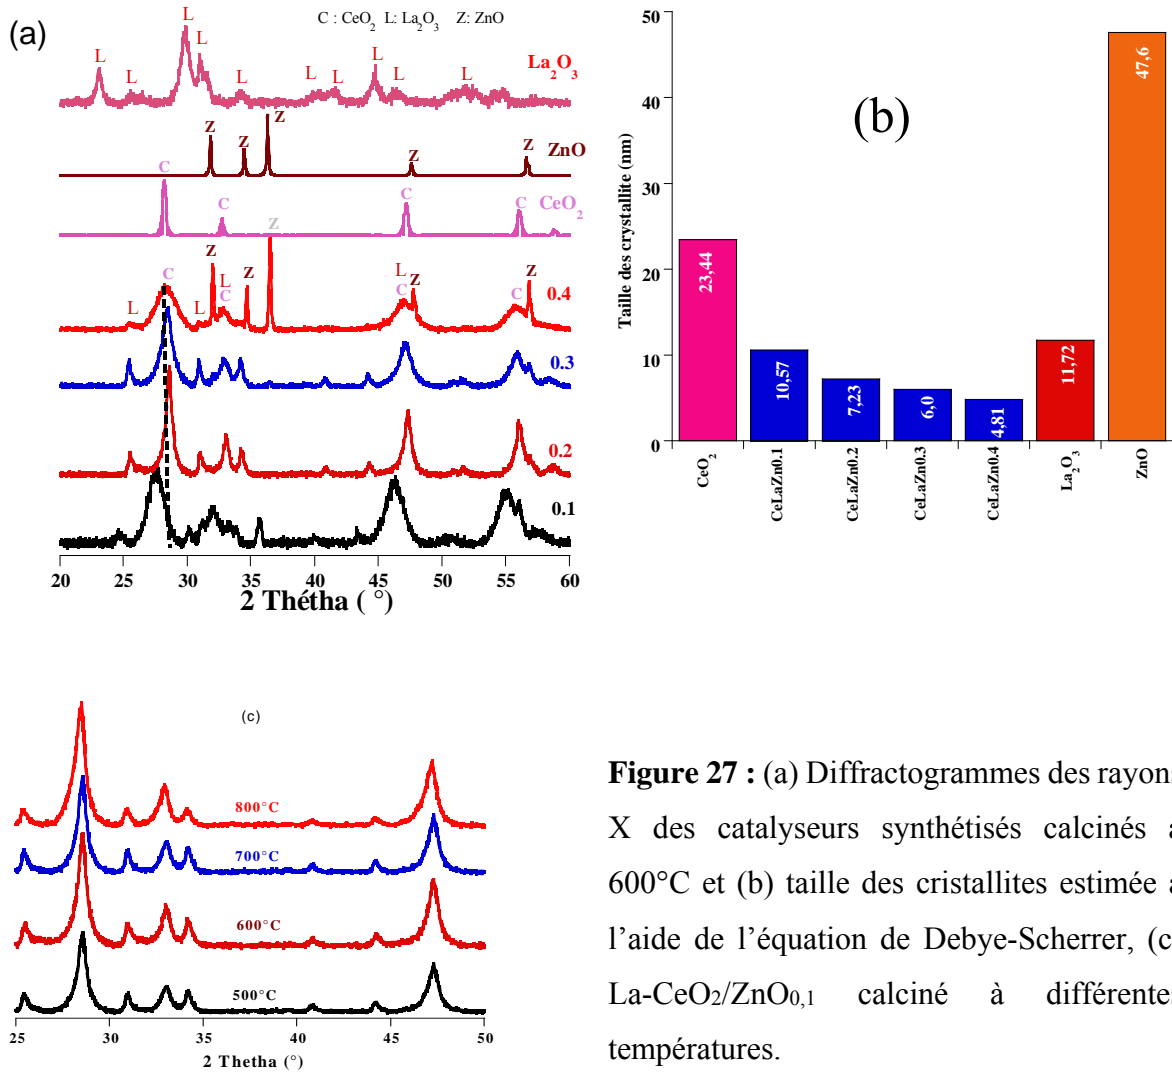 (a)
C : CeO2 L: La2O3 Z: ZnO
L L L L L L L L L L
La2O3
Z Z Z Z Z
ZnO
C C C C
CeO2
L C Z L C Z Z L C Z C Z
L
0.4
0.3
0.2
0.1
20 25 30 35 40 45 50 55 60
2 Thétha ( °)
Taille des crystallite (nm)
50
40
30
20
10
0
(b)
23,44
10,57
7,23
6,0
4,81
11,72
47,6
CeO2
CeLaZn0.1
CeLaZn0.2
CeLaZn0.3
CeLaZn0.4
La2O3
ZnO
(c)
800°C
700°C
600°C
500°C
25 30 35 40 45 50
2 Thetha (°)
Figure 27 : (a) Diffractogrammes des rayons
X des catalyseurs synthétisés calcinés a
600°C et (b) taille des cristallites estimée a
l’aide de l’équation de Debye-Scherrer, (c
La-CeO2/ZnO0,1 calciné à différente
températures.